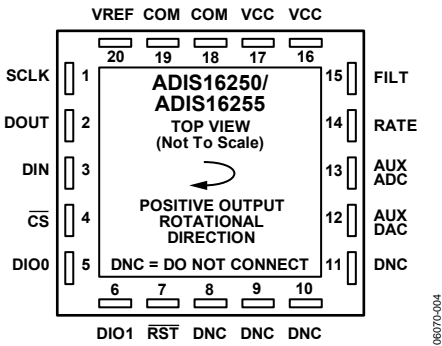 VREF COM COM VCC VCC
20 19 18 17 16
SCLK 1
DOUT 2
DIN 3
CS 4
DIO0 5
ADIS16250/
ADIS16255
TOP VIEW
(Not To Scale)
POSITIVE OUTPUT
ROTATIONAL
DIRECTION
DNC = DO NOT CONNECT
15 FILT
14 RATE
13 AUX
ADC
12 AUX
DAC
11 DNC
6 7 8 9 10
DIO1 RST DNC DNC DNC
06070-004